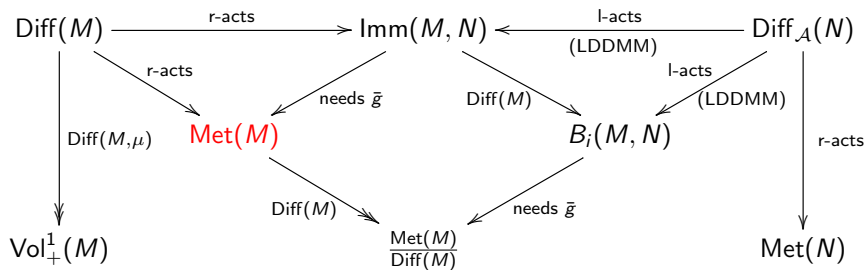 Diff(M) r-acts Imm(M, N) l-acts Diff_𝒜(N)
(LDDMM)
r-acts needs ḡ Diff(M) l-acts (LDDMM)
Diff(M,μ) Met(M) B_i(M, N) r-acts
Diff(M) needs ḡ
Vol¹₊(M) Met(M)/Diff(M) Met(N)